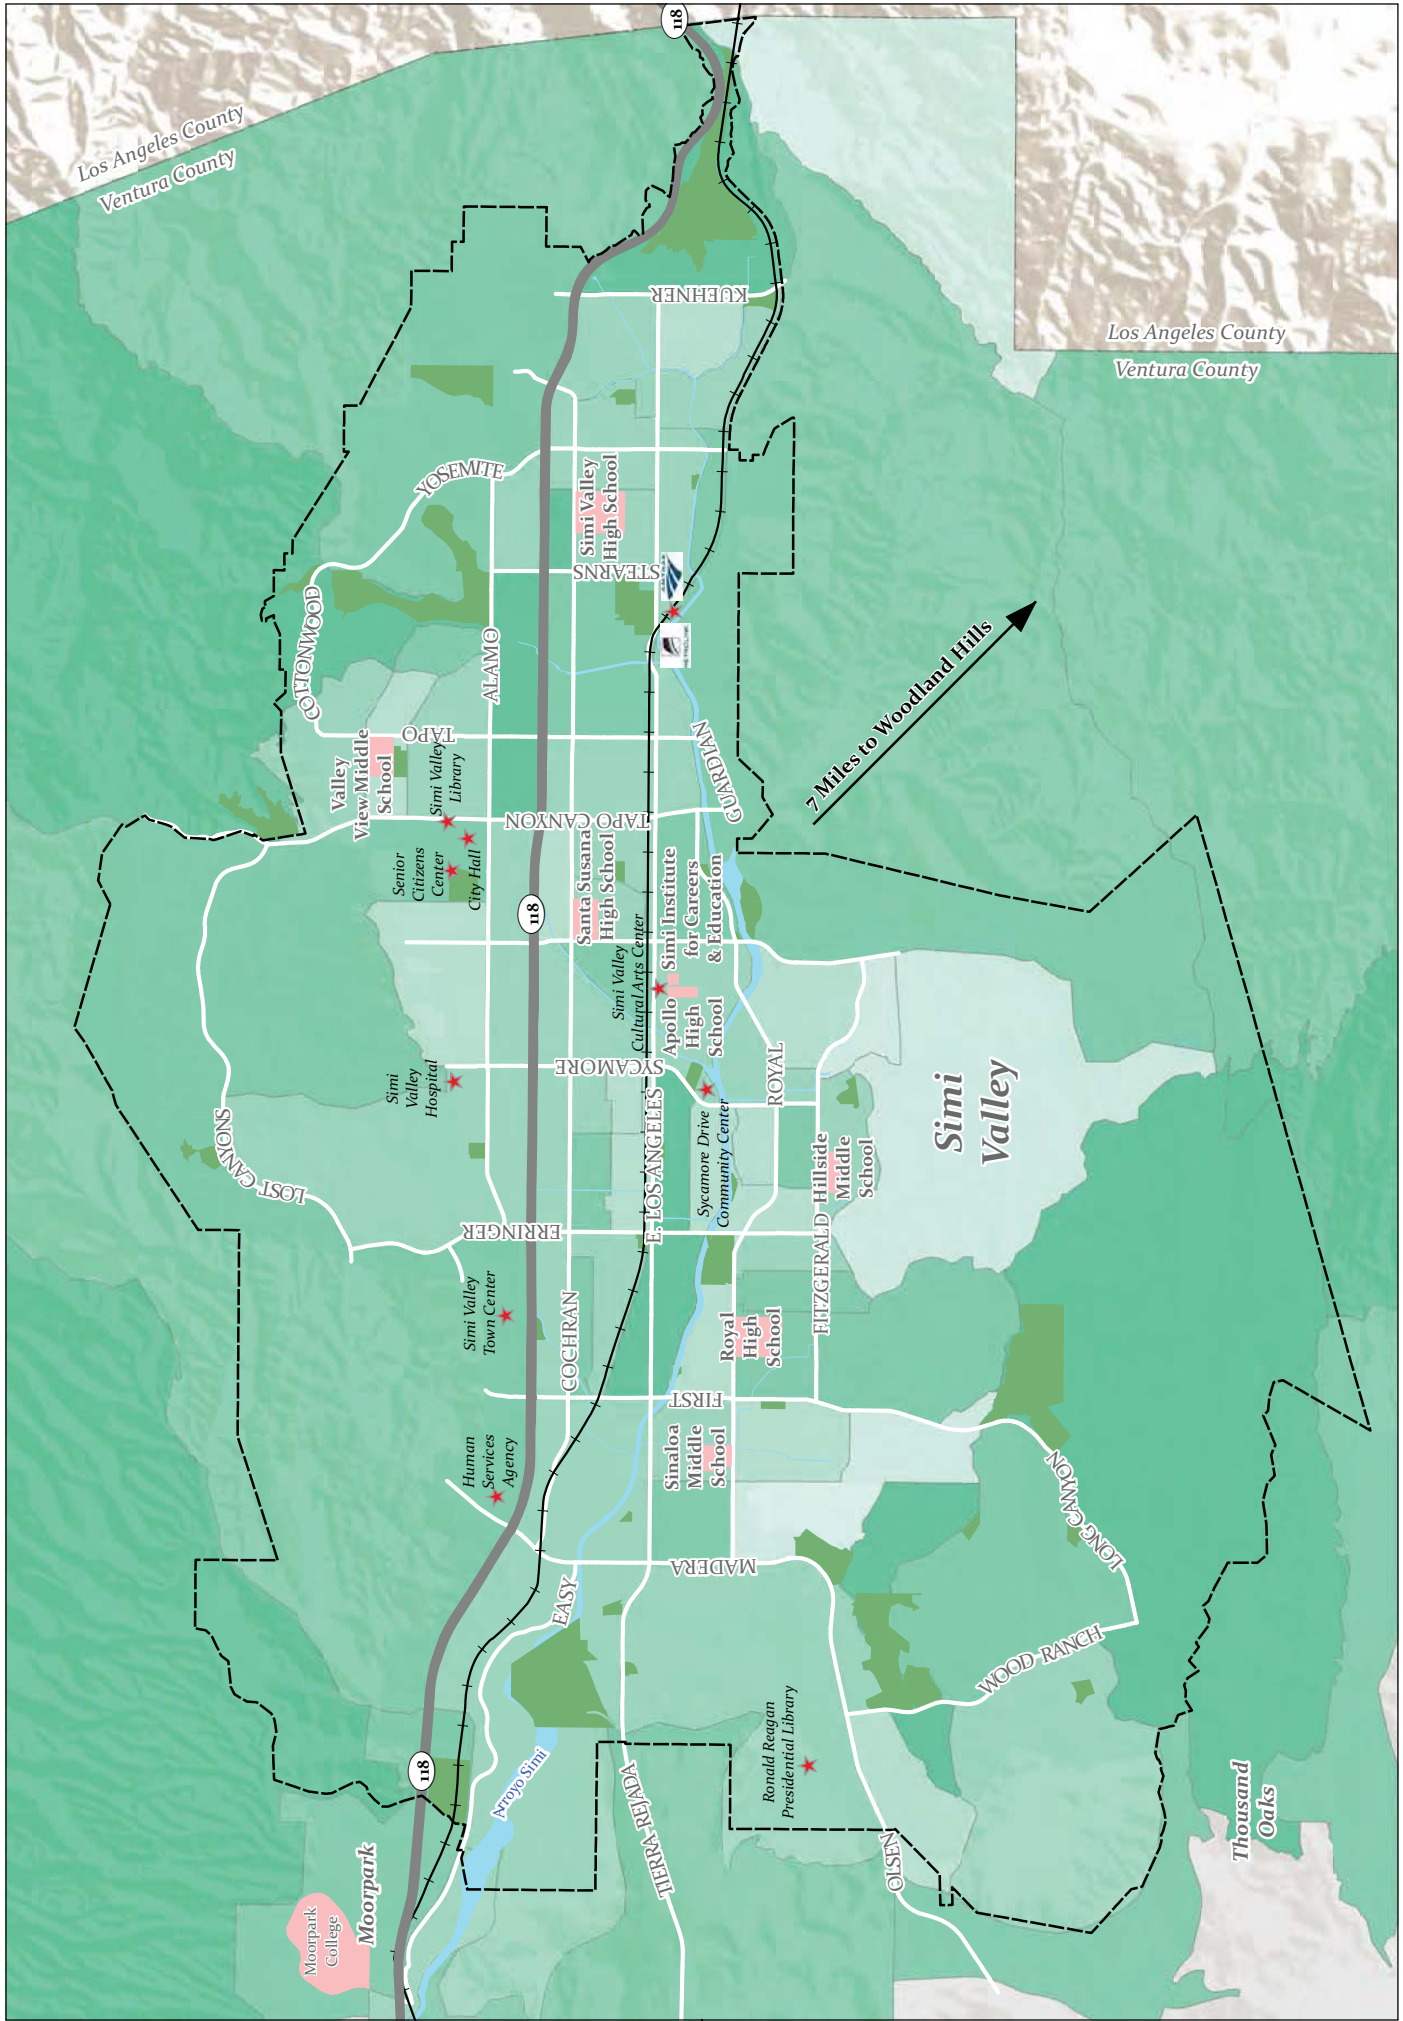 118
Los Angeles County
Ventura County
Los Angeles County
Ventura County
KUEHNER
YOSEMITE
Simi Valley
High School
STEARNS
COTTONWOOD
ALAMO
TAPO
GUARDIAN
7 Miles to Woodland Hills
Valley
View Middle
School
Simi Valley
Library
TAPO CANYON
Senior
Citizens
Center
City Hall
118
Santa Susana
High School
Simi Institute
for Careers
& Education
Simi Valley
Cultural Arts Center
Apollo
High
School
Simi
Valley
Hospital
SYCAMORE
ROYAL
Sycamore Drive
Community Center
E. LOS ANGELES
Simi
Valley
LOST CANYONS
ERRINGER
Hillside
Middle
School
FITZGERALD
Simi Valley
Town Center
COCHRAN
Royal
High
School
FIRST
Human
Services
Agency
Sinaloa
Middle
School
LONG CANYON
MADERA
EASY
WOOD RANCH
Ronald Reagan
Presidential Library
118
Arroyo Simi
TIERRA REJADA
OLSEN
Thousand
Oaks
Moorpark
Moorpark
College